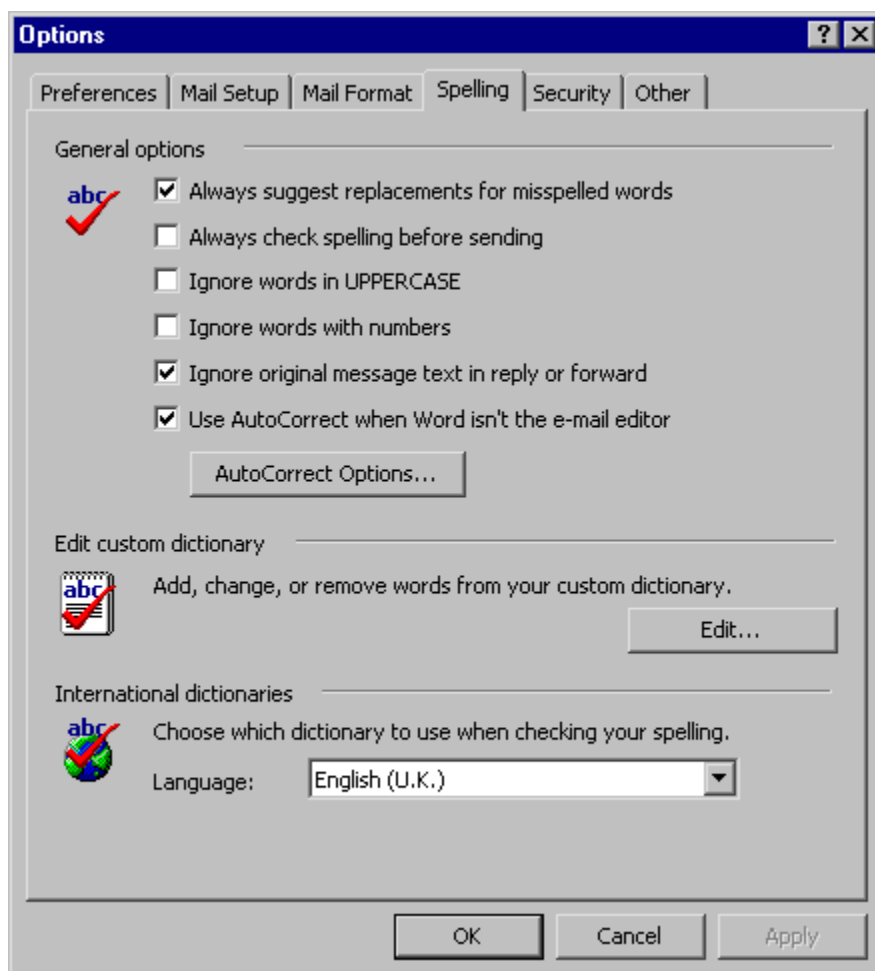 Options
Preferences Mail Setup Mail Format Spelling Security Other
General options
abc
Always suggest replacements for misspelled words
Always check spelling before sending
Ignore words in UPPERCASE
Ignore words with numbers
Ignore original message text in reply or forward
Use AutoCorrect when Word isn't the e-mail editor
AutoCorrect Options...
Edit custom dictionary
abc
Add, change, or remove words from your custom dictionary.
Edit...
International dictionaries
abc
Choose which dictionary to use when checking your spelling.
Language: English (U.K.)
OK Cancel Apply